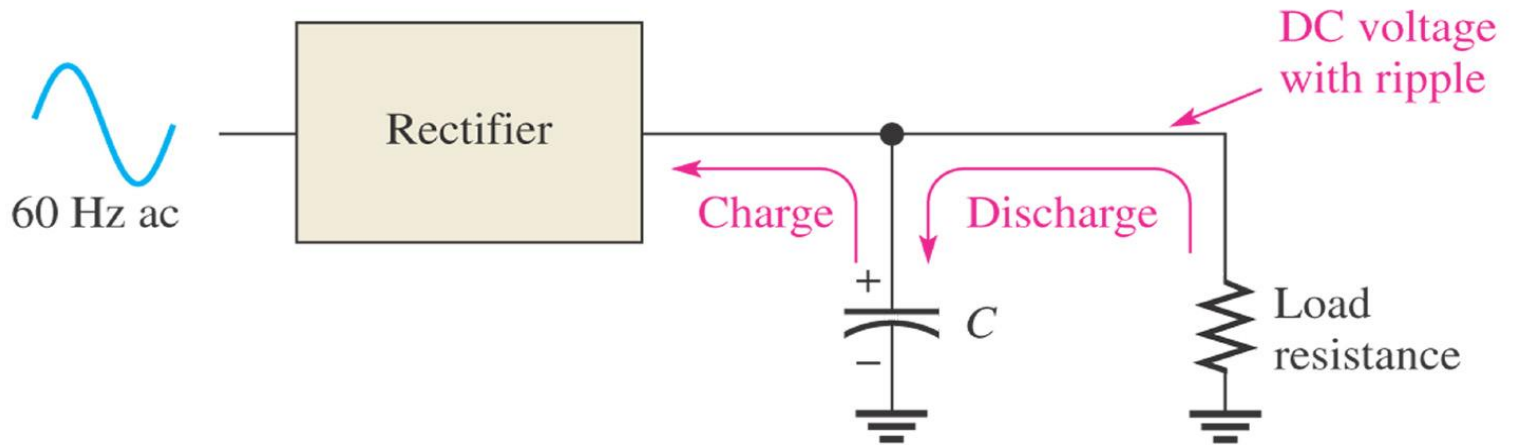 DC voltage
with ripple
Rectifier
60 Hz ac
Charge
Discharge
+
C
−
Load
resistance